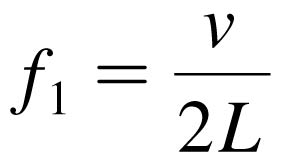 f₁ = v/2L